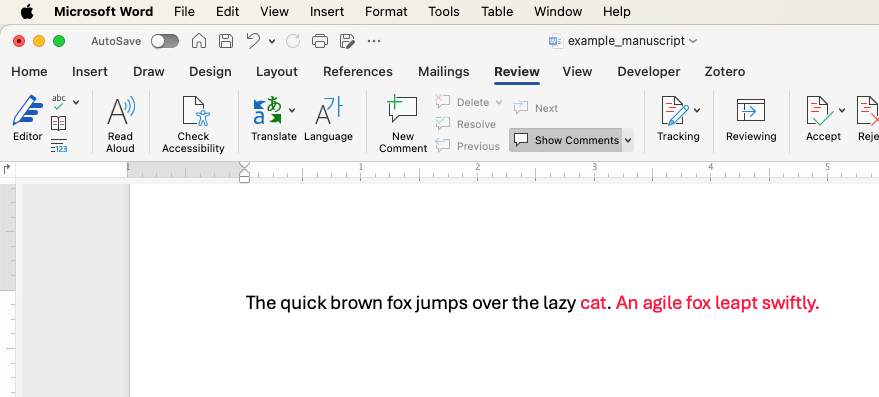 Microsoft Word File Edit View Insert Format Tools Table Window Help
AutoSave example_manuscript
Home Insert Draw Design Layout References Mailings Review View Developer Zotero
Editor
abc
123
Read Aloud
Check Accessibility
Translate
Language
New Comment
Delete
Resolve
Previous
Next
Show Comments
Tracking
Reviewing
Accept
Reje
1 1 2 3 4 5
The quick brown fox jumps over the lazy cat. An agile fox leapt swiftly.